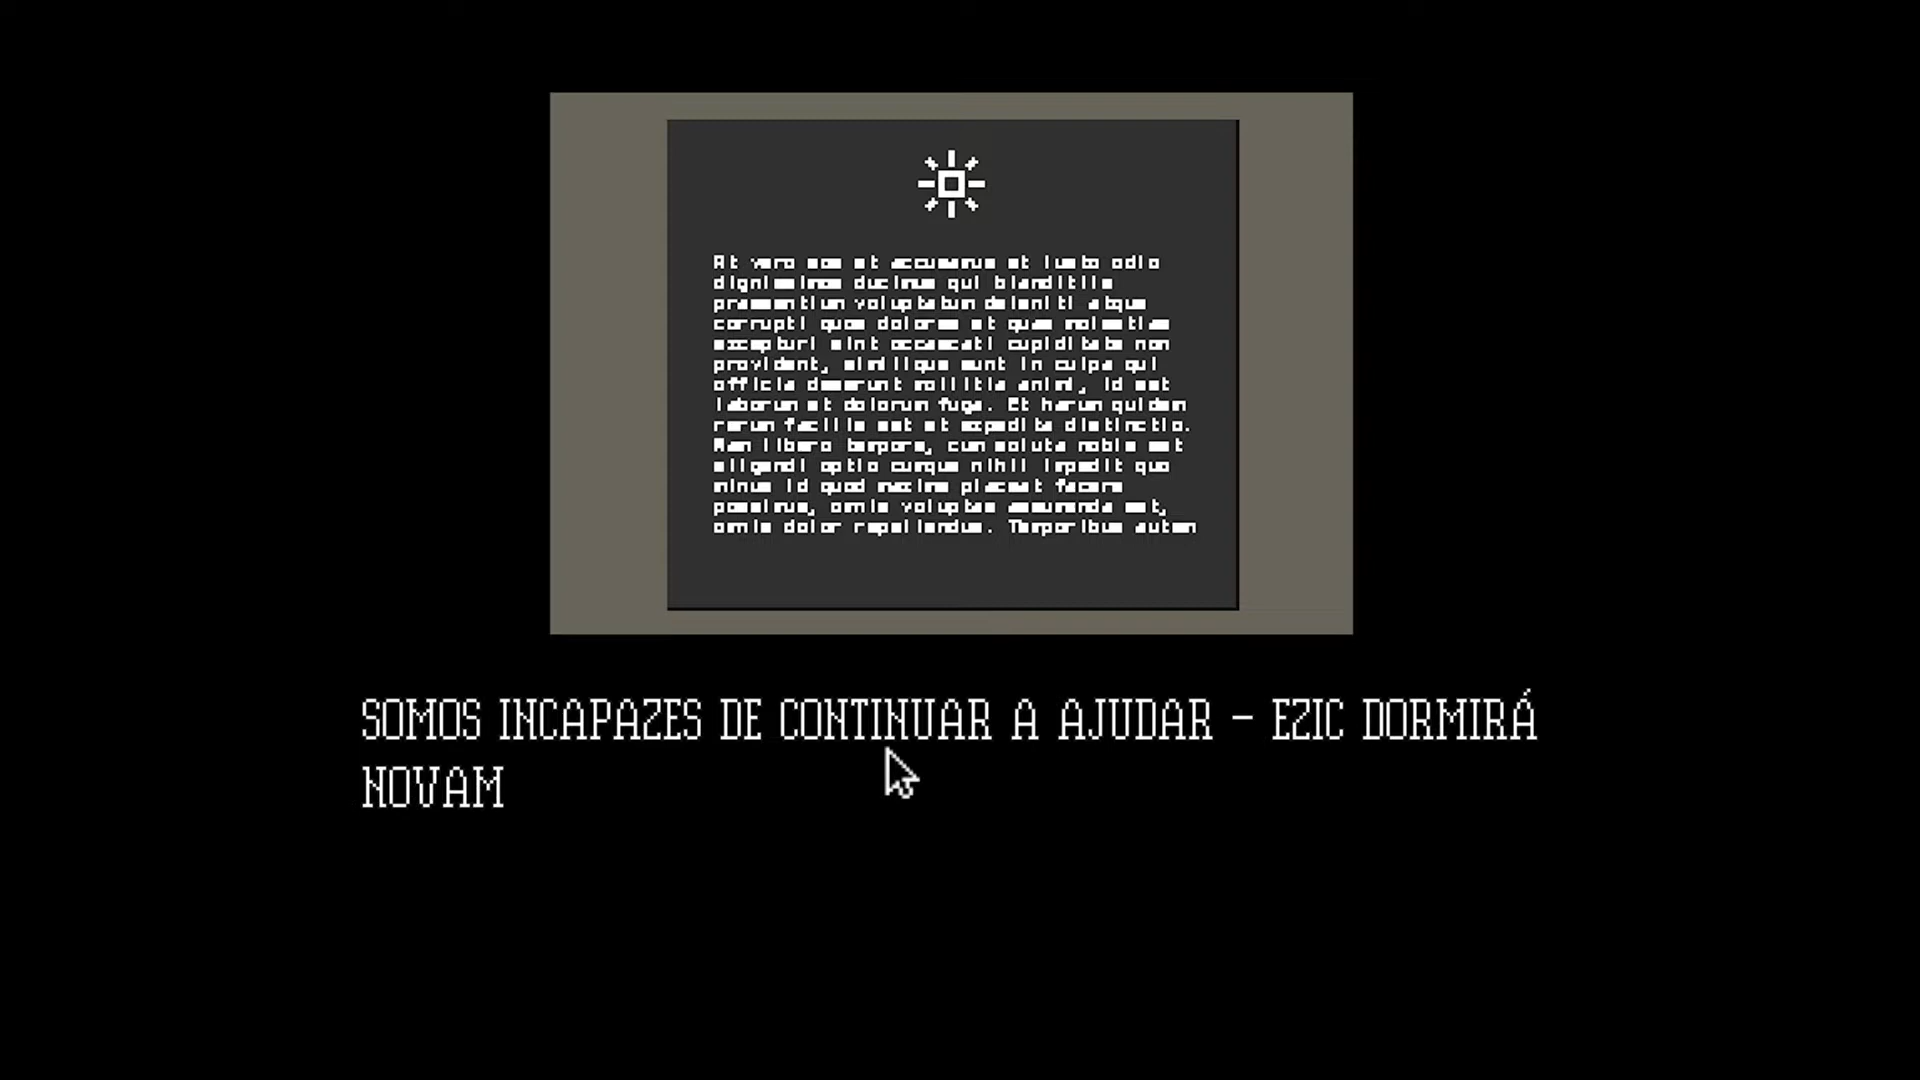 At vero eos et accusamus et iusto odio
dignissimos ducimus qui blanditiis
praesentium voluptatum deleniti atque
corrupti quos dolores et quas molestias
excepturi sint occaecati cupiditate non
provident, similique sunt in culpa qui
officia deserunt mollitia animi, id est
laborum et dolorum fuga. Et harum quidem
rerum facilis est et expedita distinctio.
Nam libero tempore, cum soluta nobis est
eligendi optio cumque nihil impedit quo
minus id quod maxime placeat facere
possimus, omnis voluptas assumenda est,
omnis dolor repellendus. Temporibus autem
SOMOS INCAPAZES DE CONTINUAR A AJUDAR - EZIC DORMIRÁ
NOVAM